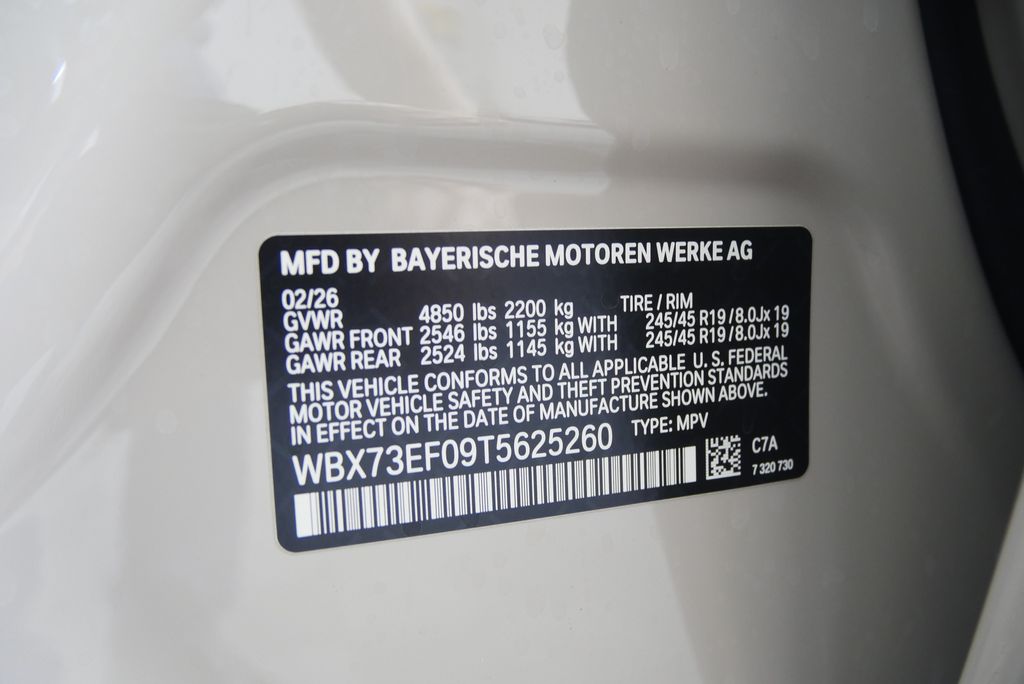 MFD BY BAYERISCHE MOTOREN WERKE AG
02/26
GVWR 4850 lbs 2200 kg TIRE / RIM
GAWR FRONT 2546 lbs 1155 kg WITH 245/45 R19 / 8.0Jx 19
GAWR REAR 2524 lbs 1145 kg WITH 245/45 R19 / 8.0Jx 19
THIS VEHICLE CONFORMS TO ALL APPLICABLE U. S. FEDERAL
MOTOR VEHICLE SAFETY AND THEFT PREVENTION STANDARDS
IN EFFECT ON THE DATE OF MANUFACTURE SHOWN ABOVE.
WBX73EF09T5625260 TYPE: MPV
C7A
7 320 730